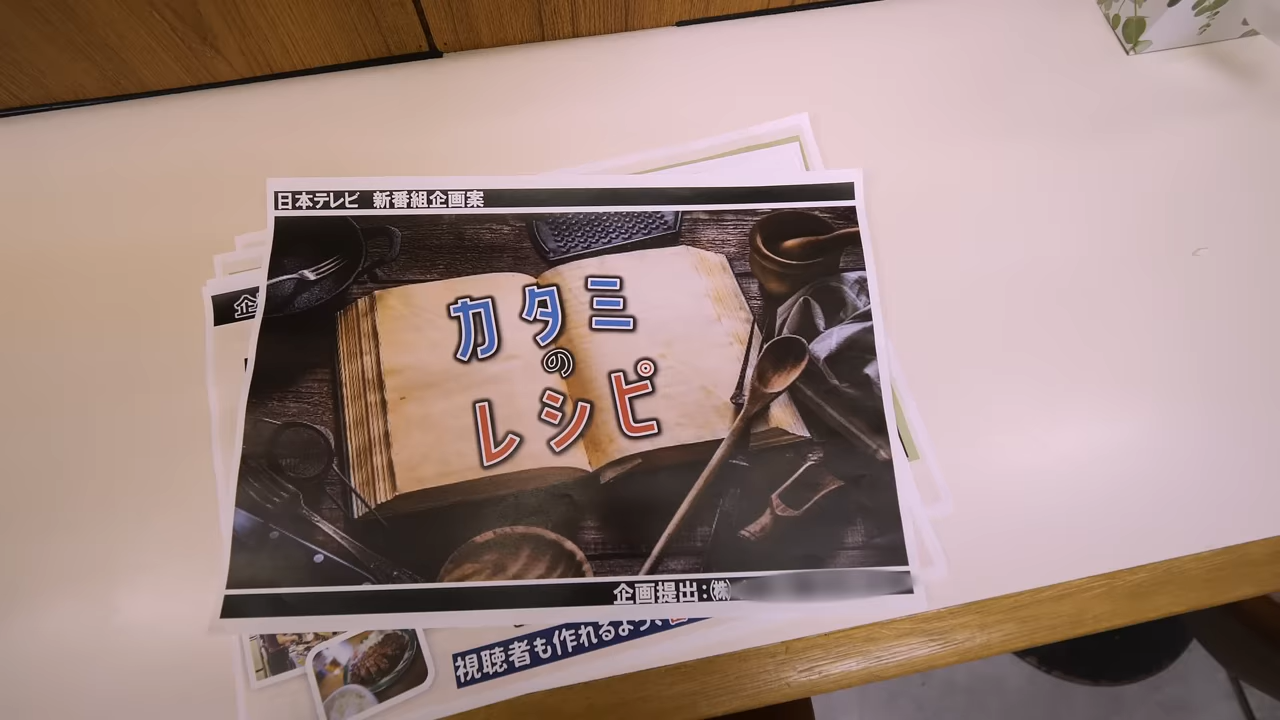 日本テレビ 新番組企画案
カタミ
の
レシピ
企画提出:㈱
企
視聴者も作れるよう、